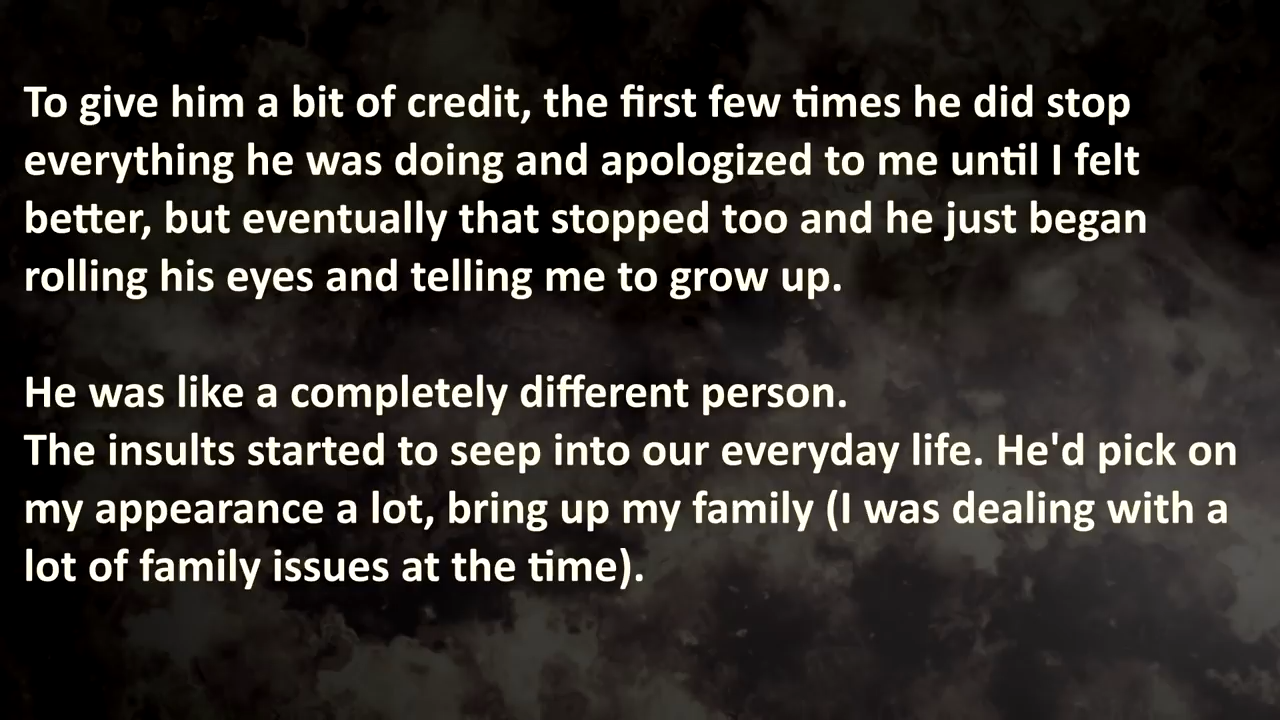 To give him a bit of credit, the first few times he did stop
everything he was doing and apologized to me until I felt
better, but eventually that stopped too and he just began
rolling his eyes and telling me to grow up.
He was like a completely different person.
The insults started to seep into our everyday life. He'd pick on
my appearance a lot, bring up my family (I was dealing with a
lot of family issues at the time).